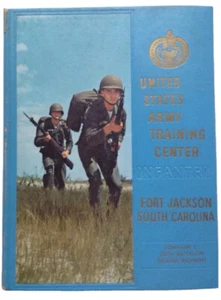 UNITED
STATES
ARMY
TRAINING
CENTER
INFANTRY
FORT JACKSON
SOUTH CAROLINA